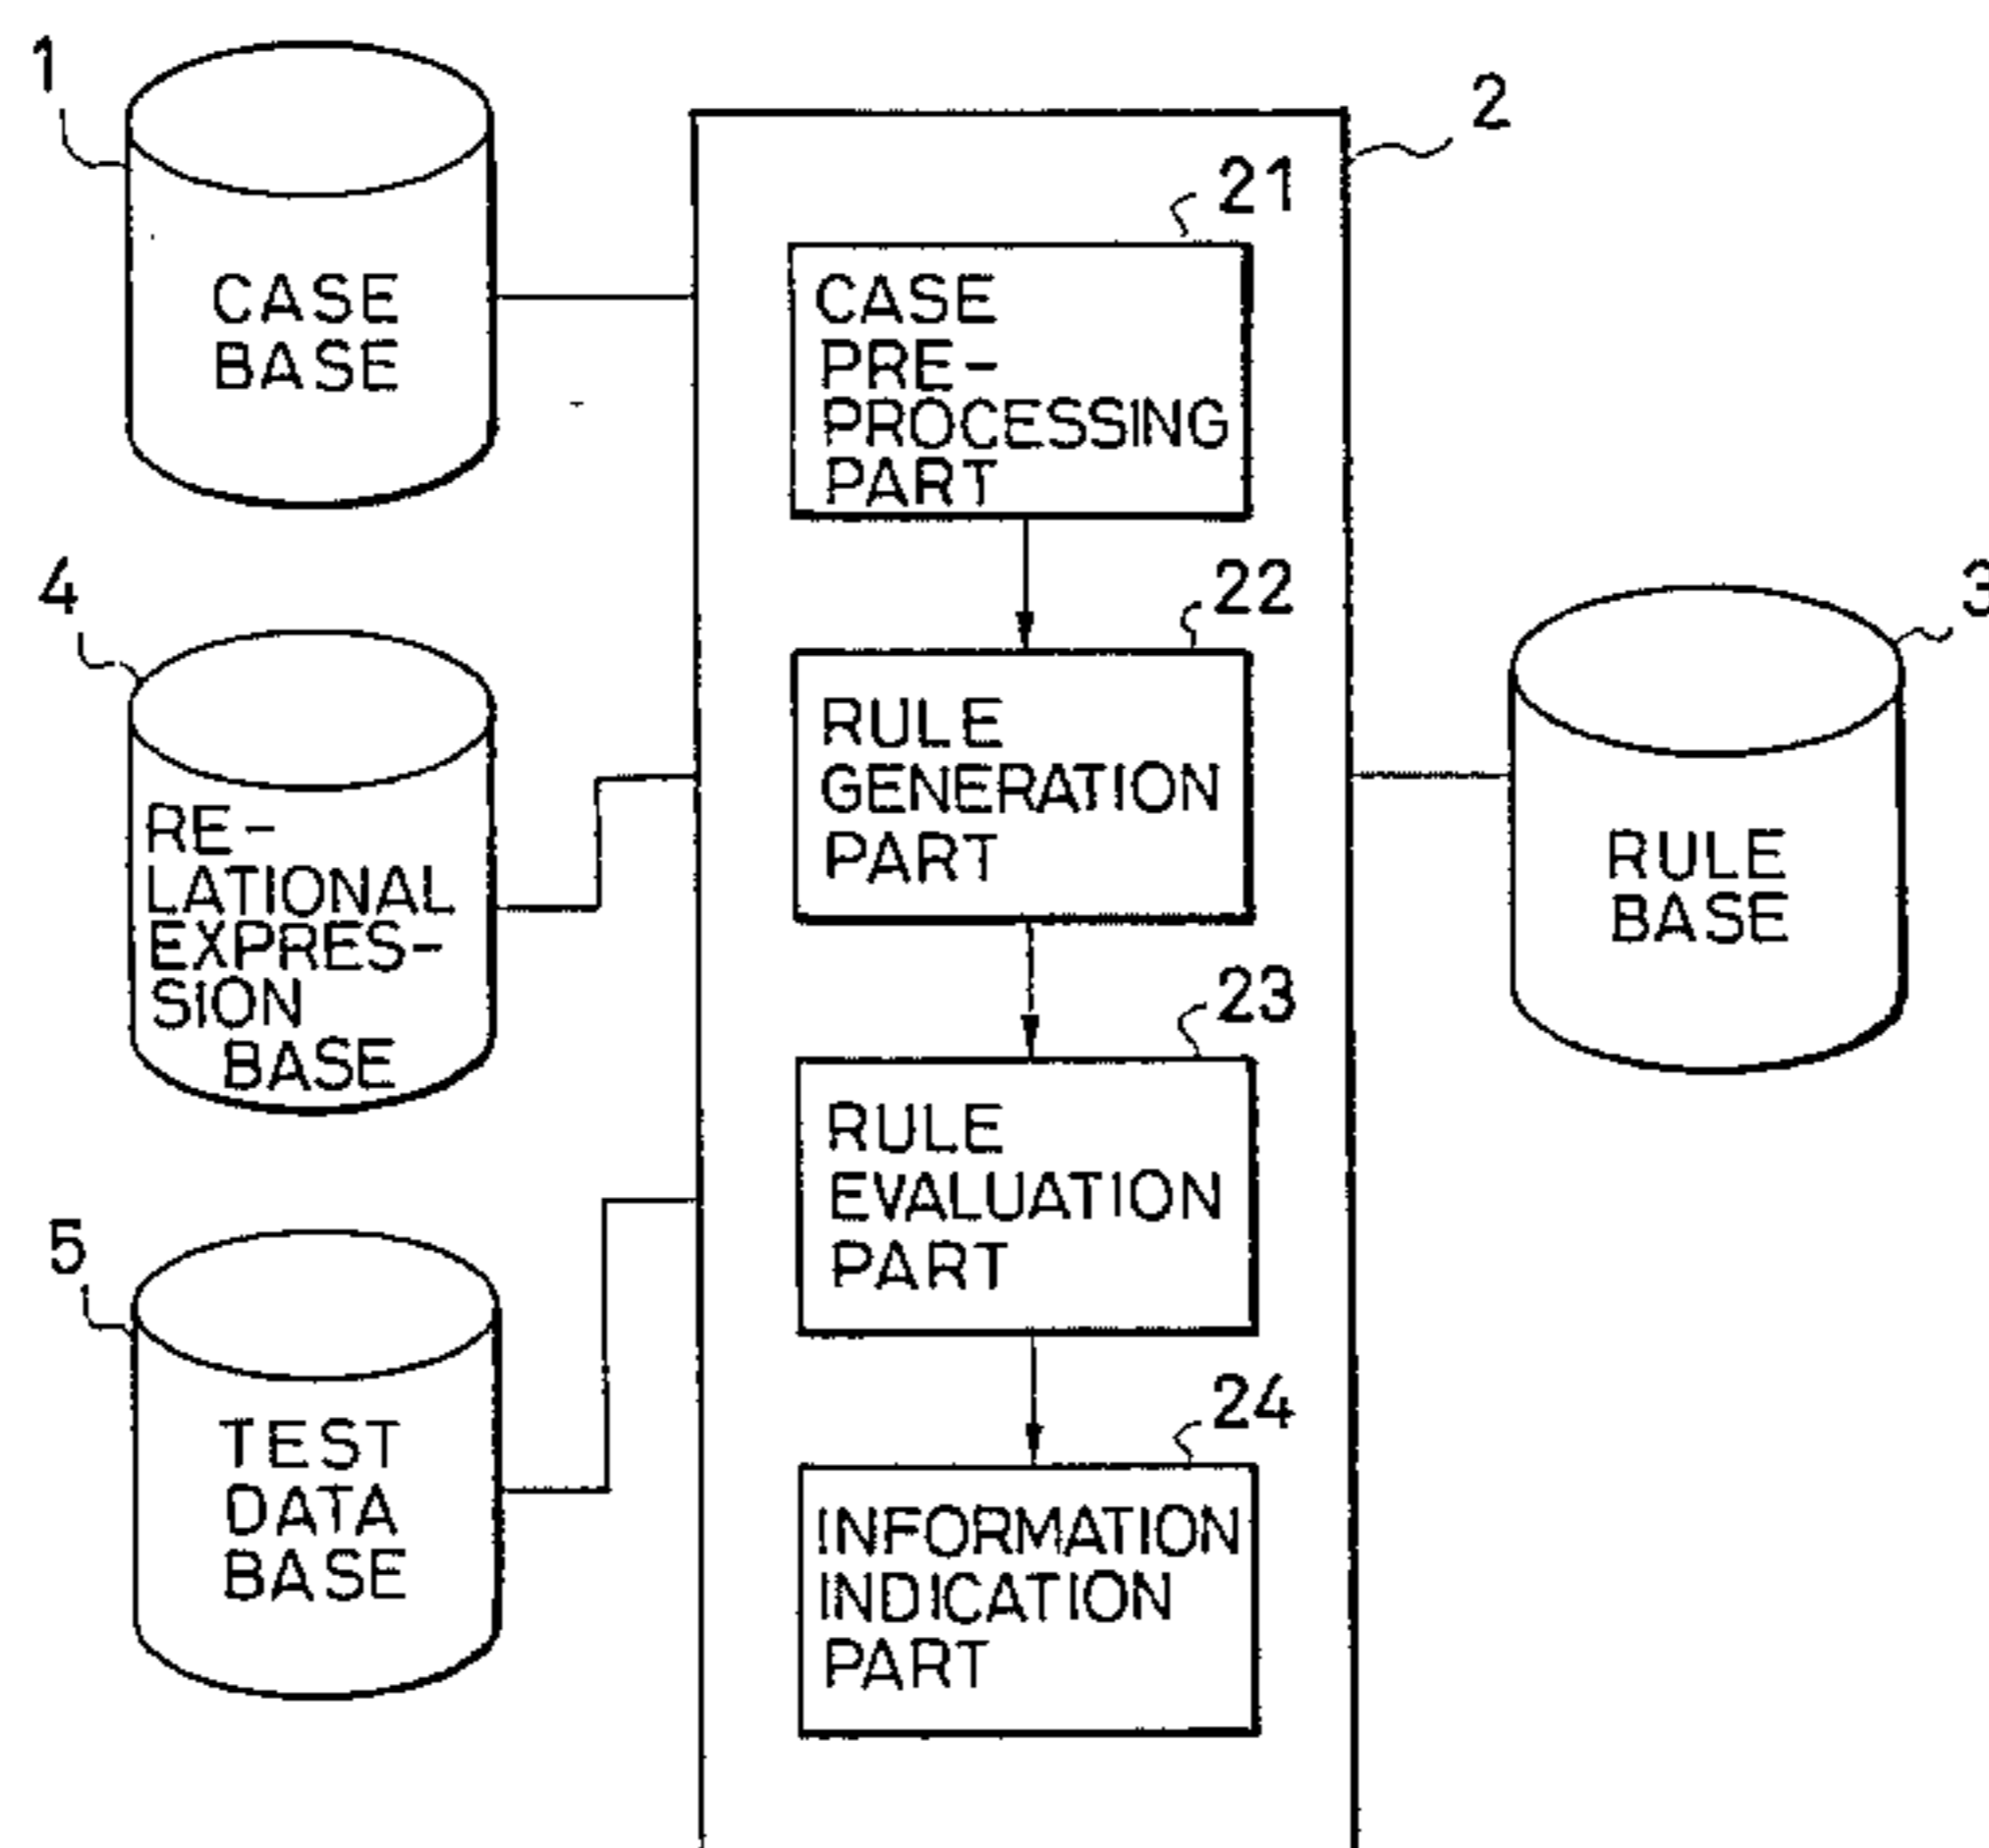 1
CASE
BASE
2
21
CASE
PRE-
PROCESSING
PART
4
RE-
LATIONAL
EXPRES-
SION
BASE
22
RULE
GENERATION
PART
3
RULE
BASE
23
RULE
EVALUATION
PART
5
TEST
DATA
BASE
24
INFORMATION
INDICATION
PART